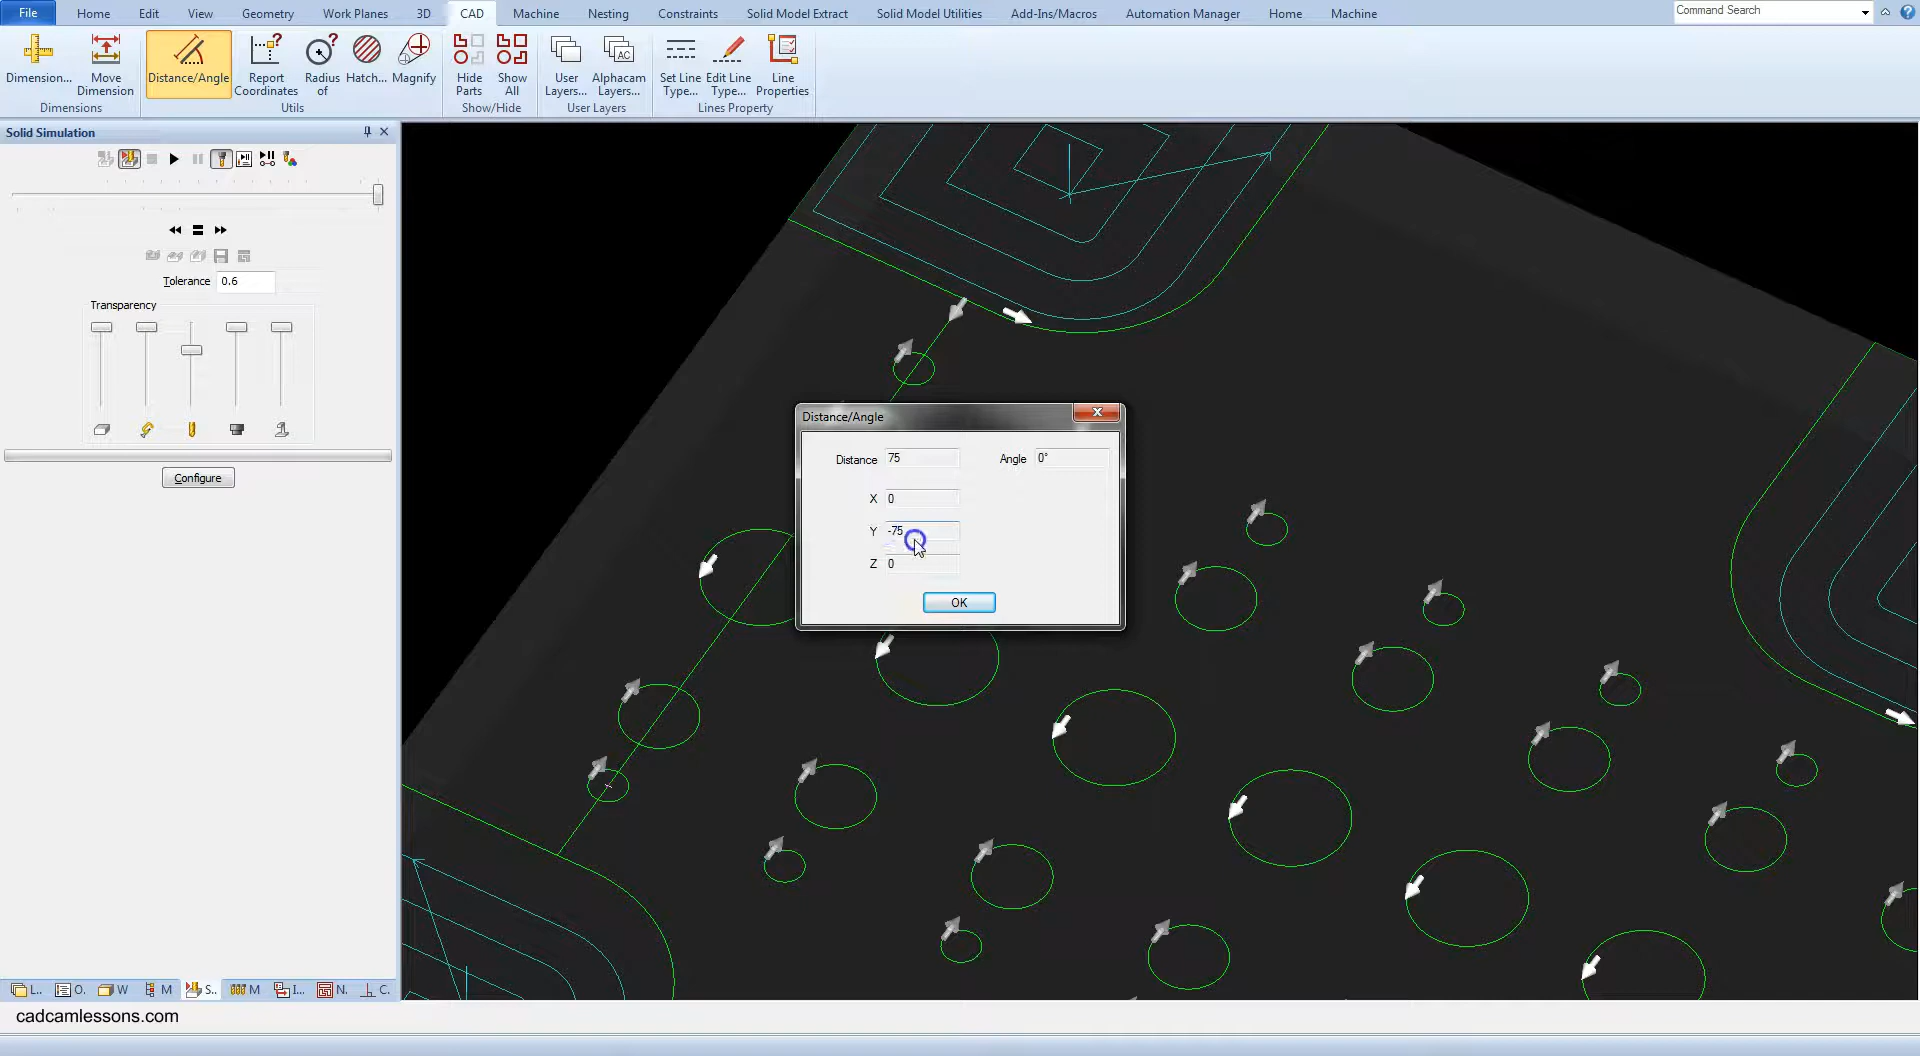 File Home Edit View Geometry Work Planes 3D CAD Machine Nesting Constraints Solid Model Extract Solid Model Utilities Add-Ins/Macros Automation Manager Home Machine Command Search
Dimension... Move Dimension Distance/Angle Report Coordinates Radius of Hatch... Magnify Hide Parts Show All User Layers... AC Alphacam Layers... Set Line Type... Edit Line Type... Line Properties
Dimensions Utils Show/Hide User Layers Lines Property
Solid Simulation
Tolerance 0.6
Transparency
Configure
Distance/Angle
Distance 75 Angle 0°
X 0
Y -75
Z 0
OK
L.. O. W M S.. M I... N. C.
cadcamlessons.com